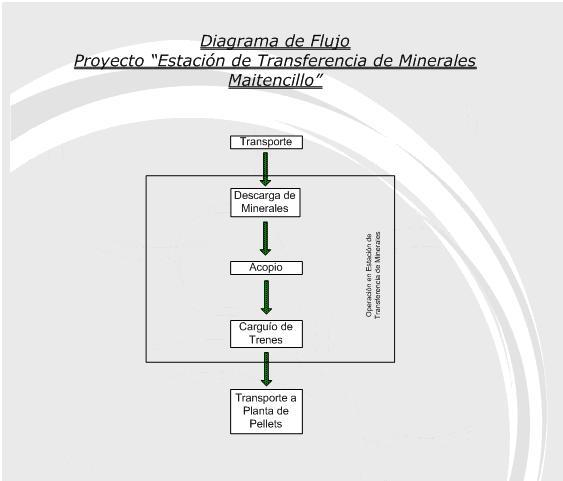 Diagrama de Flujo
Proyecto “Estación de Transferencia de Minerales
Maitencillo”
Transporte
Descarga de
Minerales
Acopio
Carguío de
Trenes
Operación en Estación de
Transferencia de Minerales
Transporte a
Planta de
Pellets